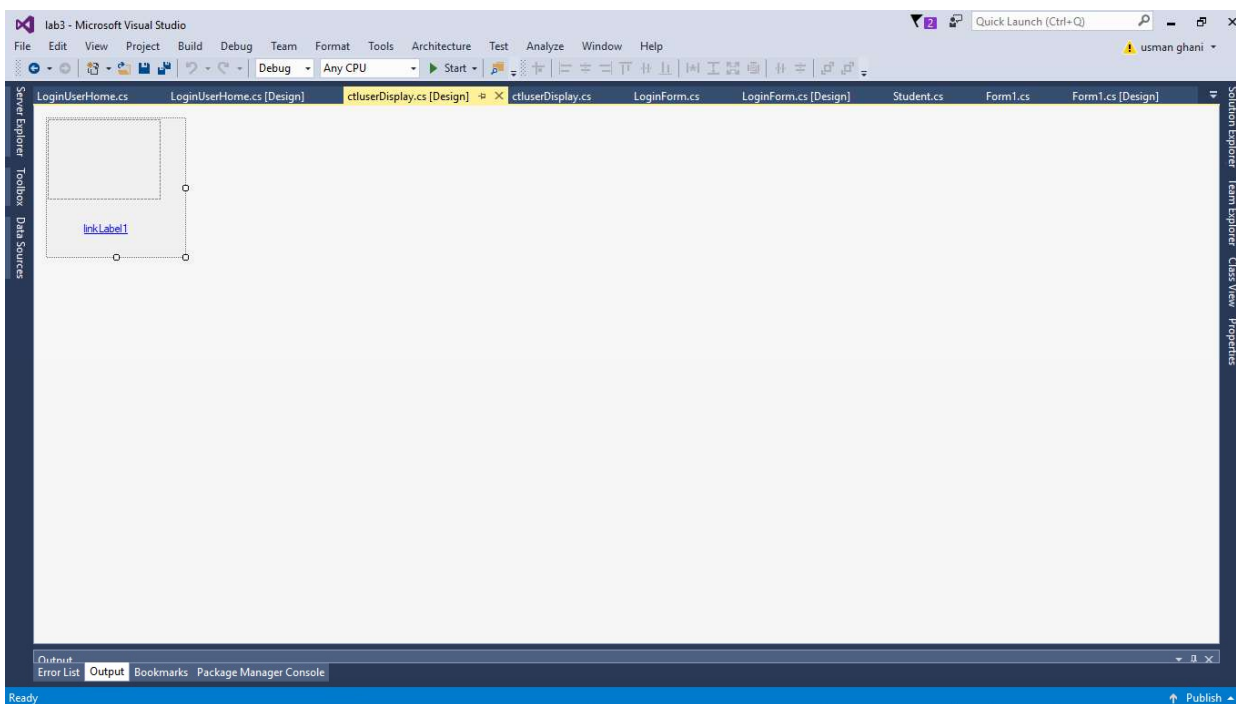 lab3 - Microsoft Visual Studio
2
Quick Launch (Ctrl+Q)
File Edit View Project Build Debug Team Format Tools Architecture Test Analyze Window Help
usman ghani
Debug Any CPU Start
LoginUserHome.cs LoginUserHome.cs [Design] ctluserDisplay.cs [Design] ctluserDisplay.cs LoginForm.cs LoginForm.cs [Design] Student.cs Form1.cs Form1.cs [Design]
Server Explorer Toolbox Data Sources
linkLabel1
Solution Explorer Team Explorer Class View Properties
Output
Error List Output Bookmarks Package Manager Console
Ready
Publish